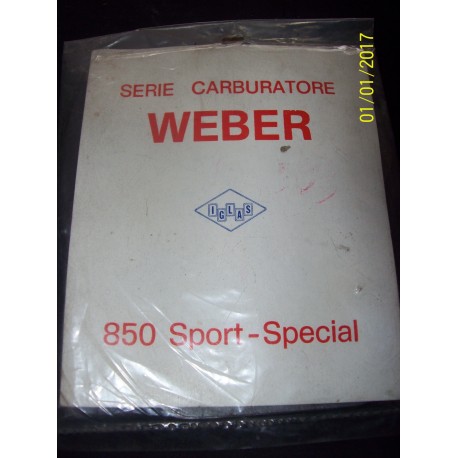 SERIE CARBURATORE
WEBER
IGLAS
850 Sport-Special
01/01/2017